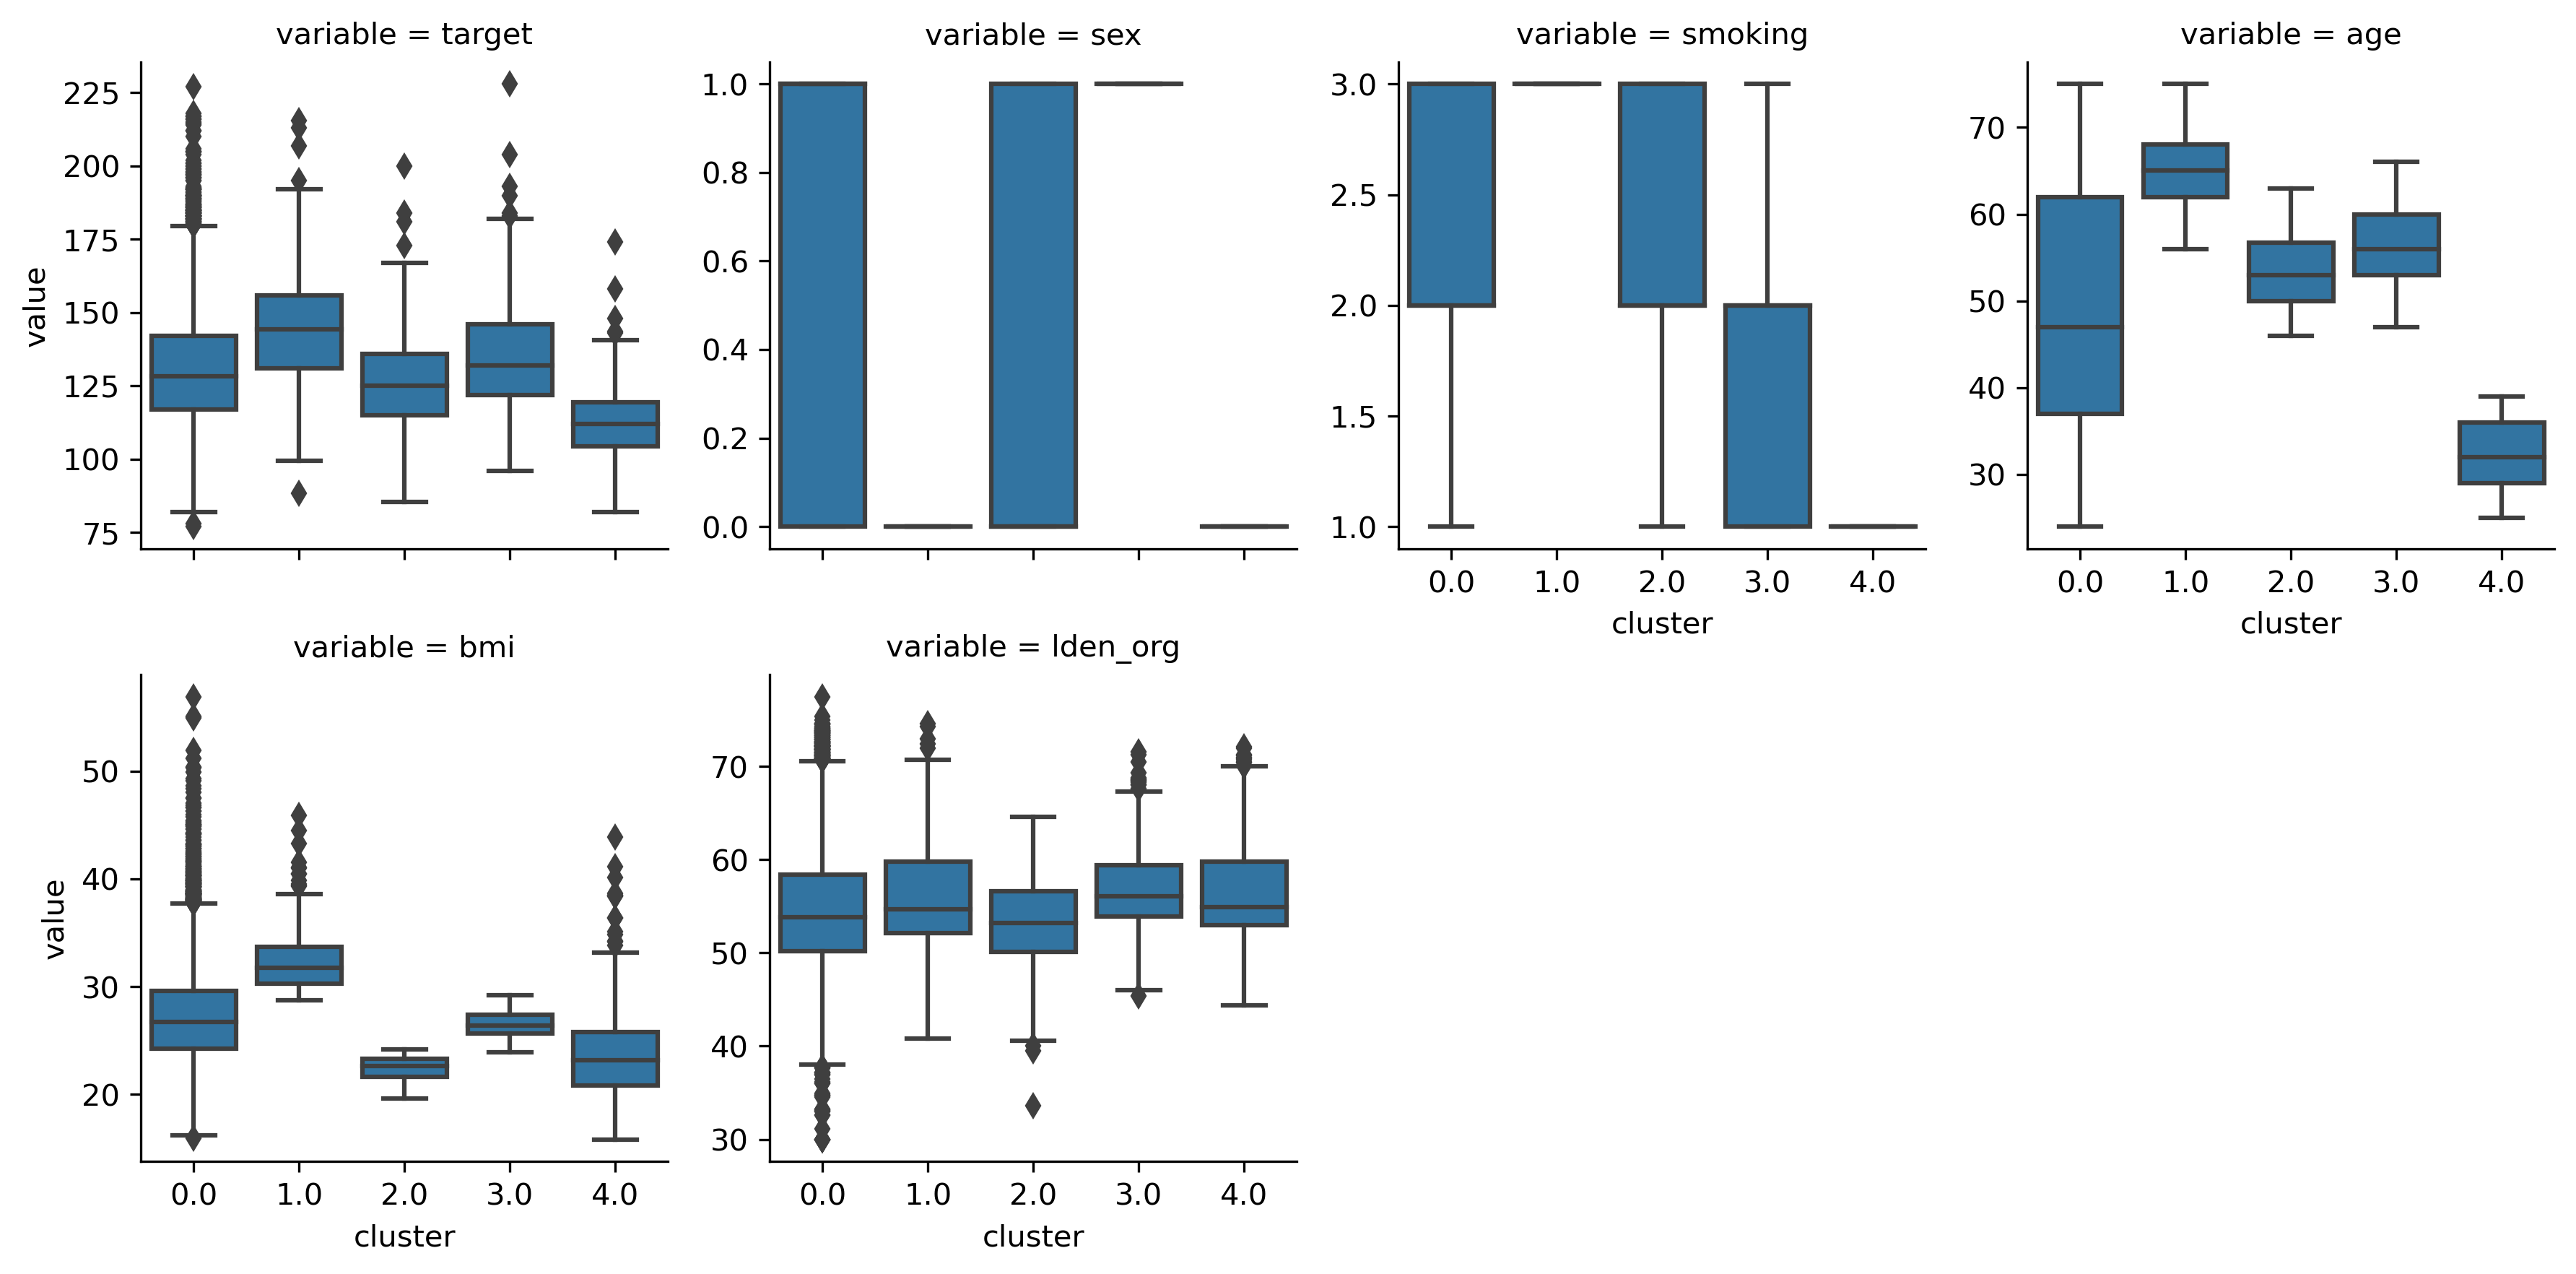 variable = target
variable = sex
variable = smoking
variable = age
value
225
200
175
150
125
100
75
1.0
0.8
0.6
0.4
0.2
0.0
3.0
2.5
2.0
1.5
1.0
70
60
50
40
30
0.0 1.0 2.0 3.0 4.0
cluster
0.0 1.0 2.0 3.0 4.0
cluster
variable = bmi
variable = lden_org
value
50
40
30
20
70
60
50
40
30
0.0 1.0 2.0 3.0 4.0
cluster
0.0 1.0 2.0 3.0 4.0
cluster